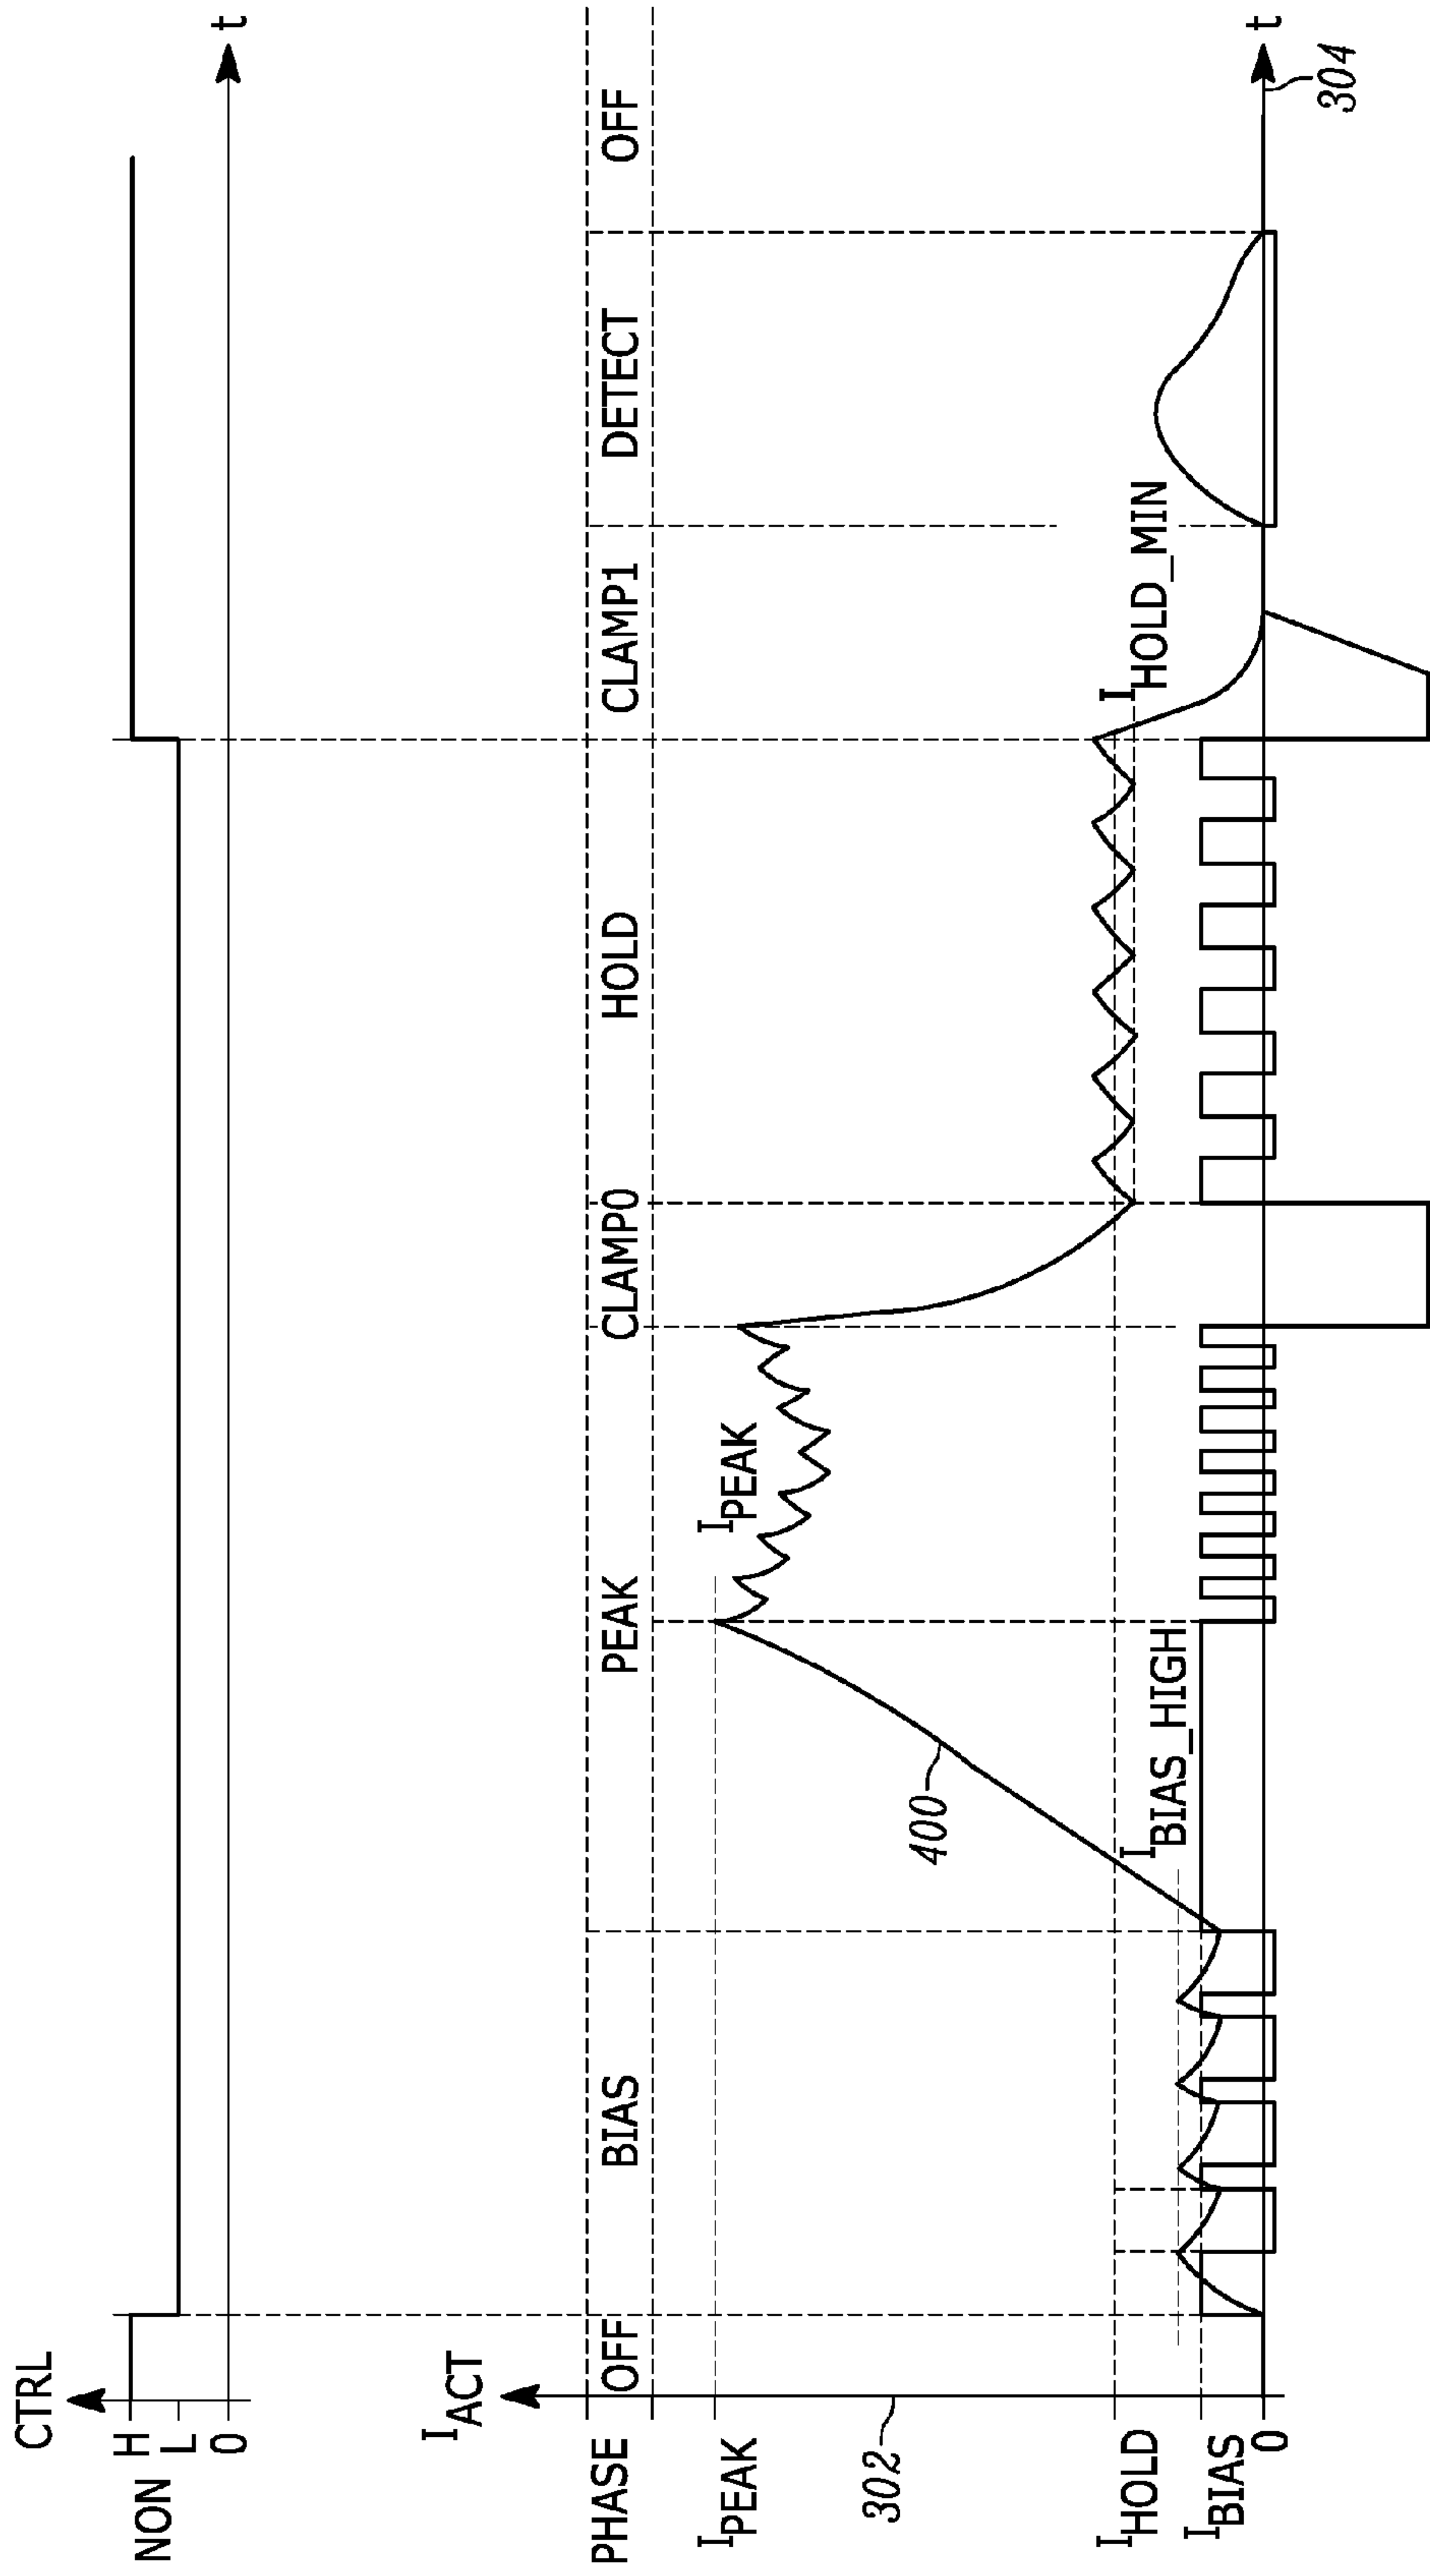 CTRL
NON H
L
0
t
I ACT
PHASE OFF BIAS PEAK CLAMP0 HOLD CLAMP1 DETECT OFF
I PEAK
I PEAK
302
400
I HOLD
I HOLD_MIN
I BIAS_HIGH
I BIAS
0
t
304